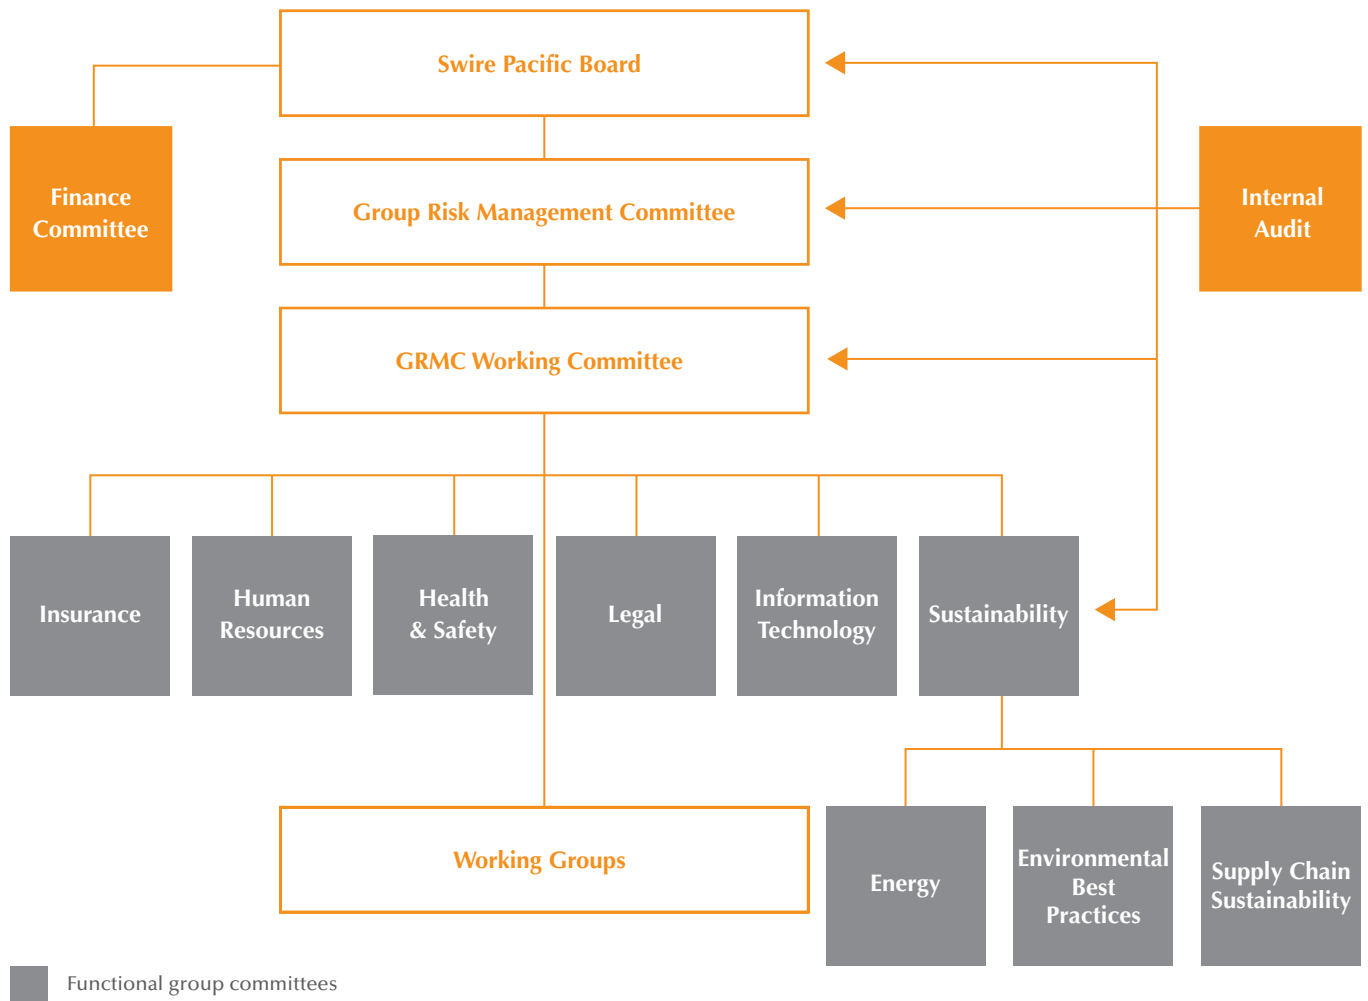 Swire Pacific Board
Finance
Committee
Group Risk Management Committee
Internal
Audit
GRMC Working Committee
Insurance
Human
Resources
Health
& Safety
Legal
Information
Technology
Sustainability
Working Groups
Energy
Environmental
Best
Practices
Supply Chain
Sustainability
Functional group committees